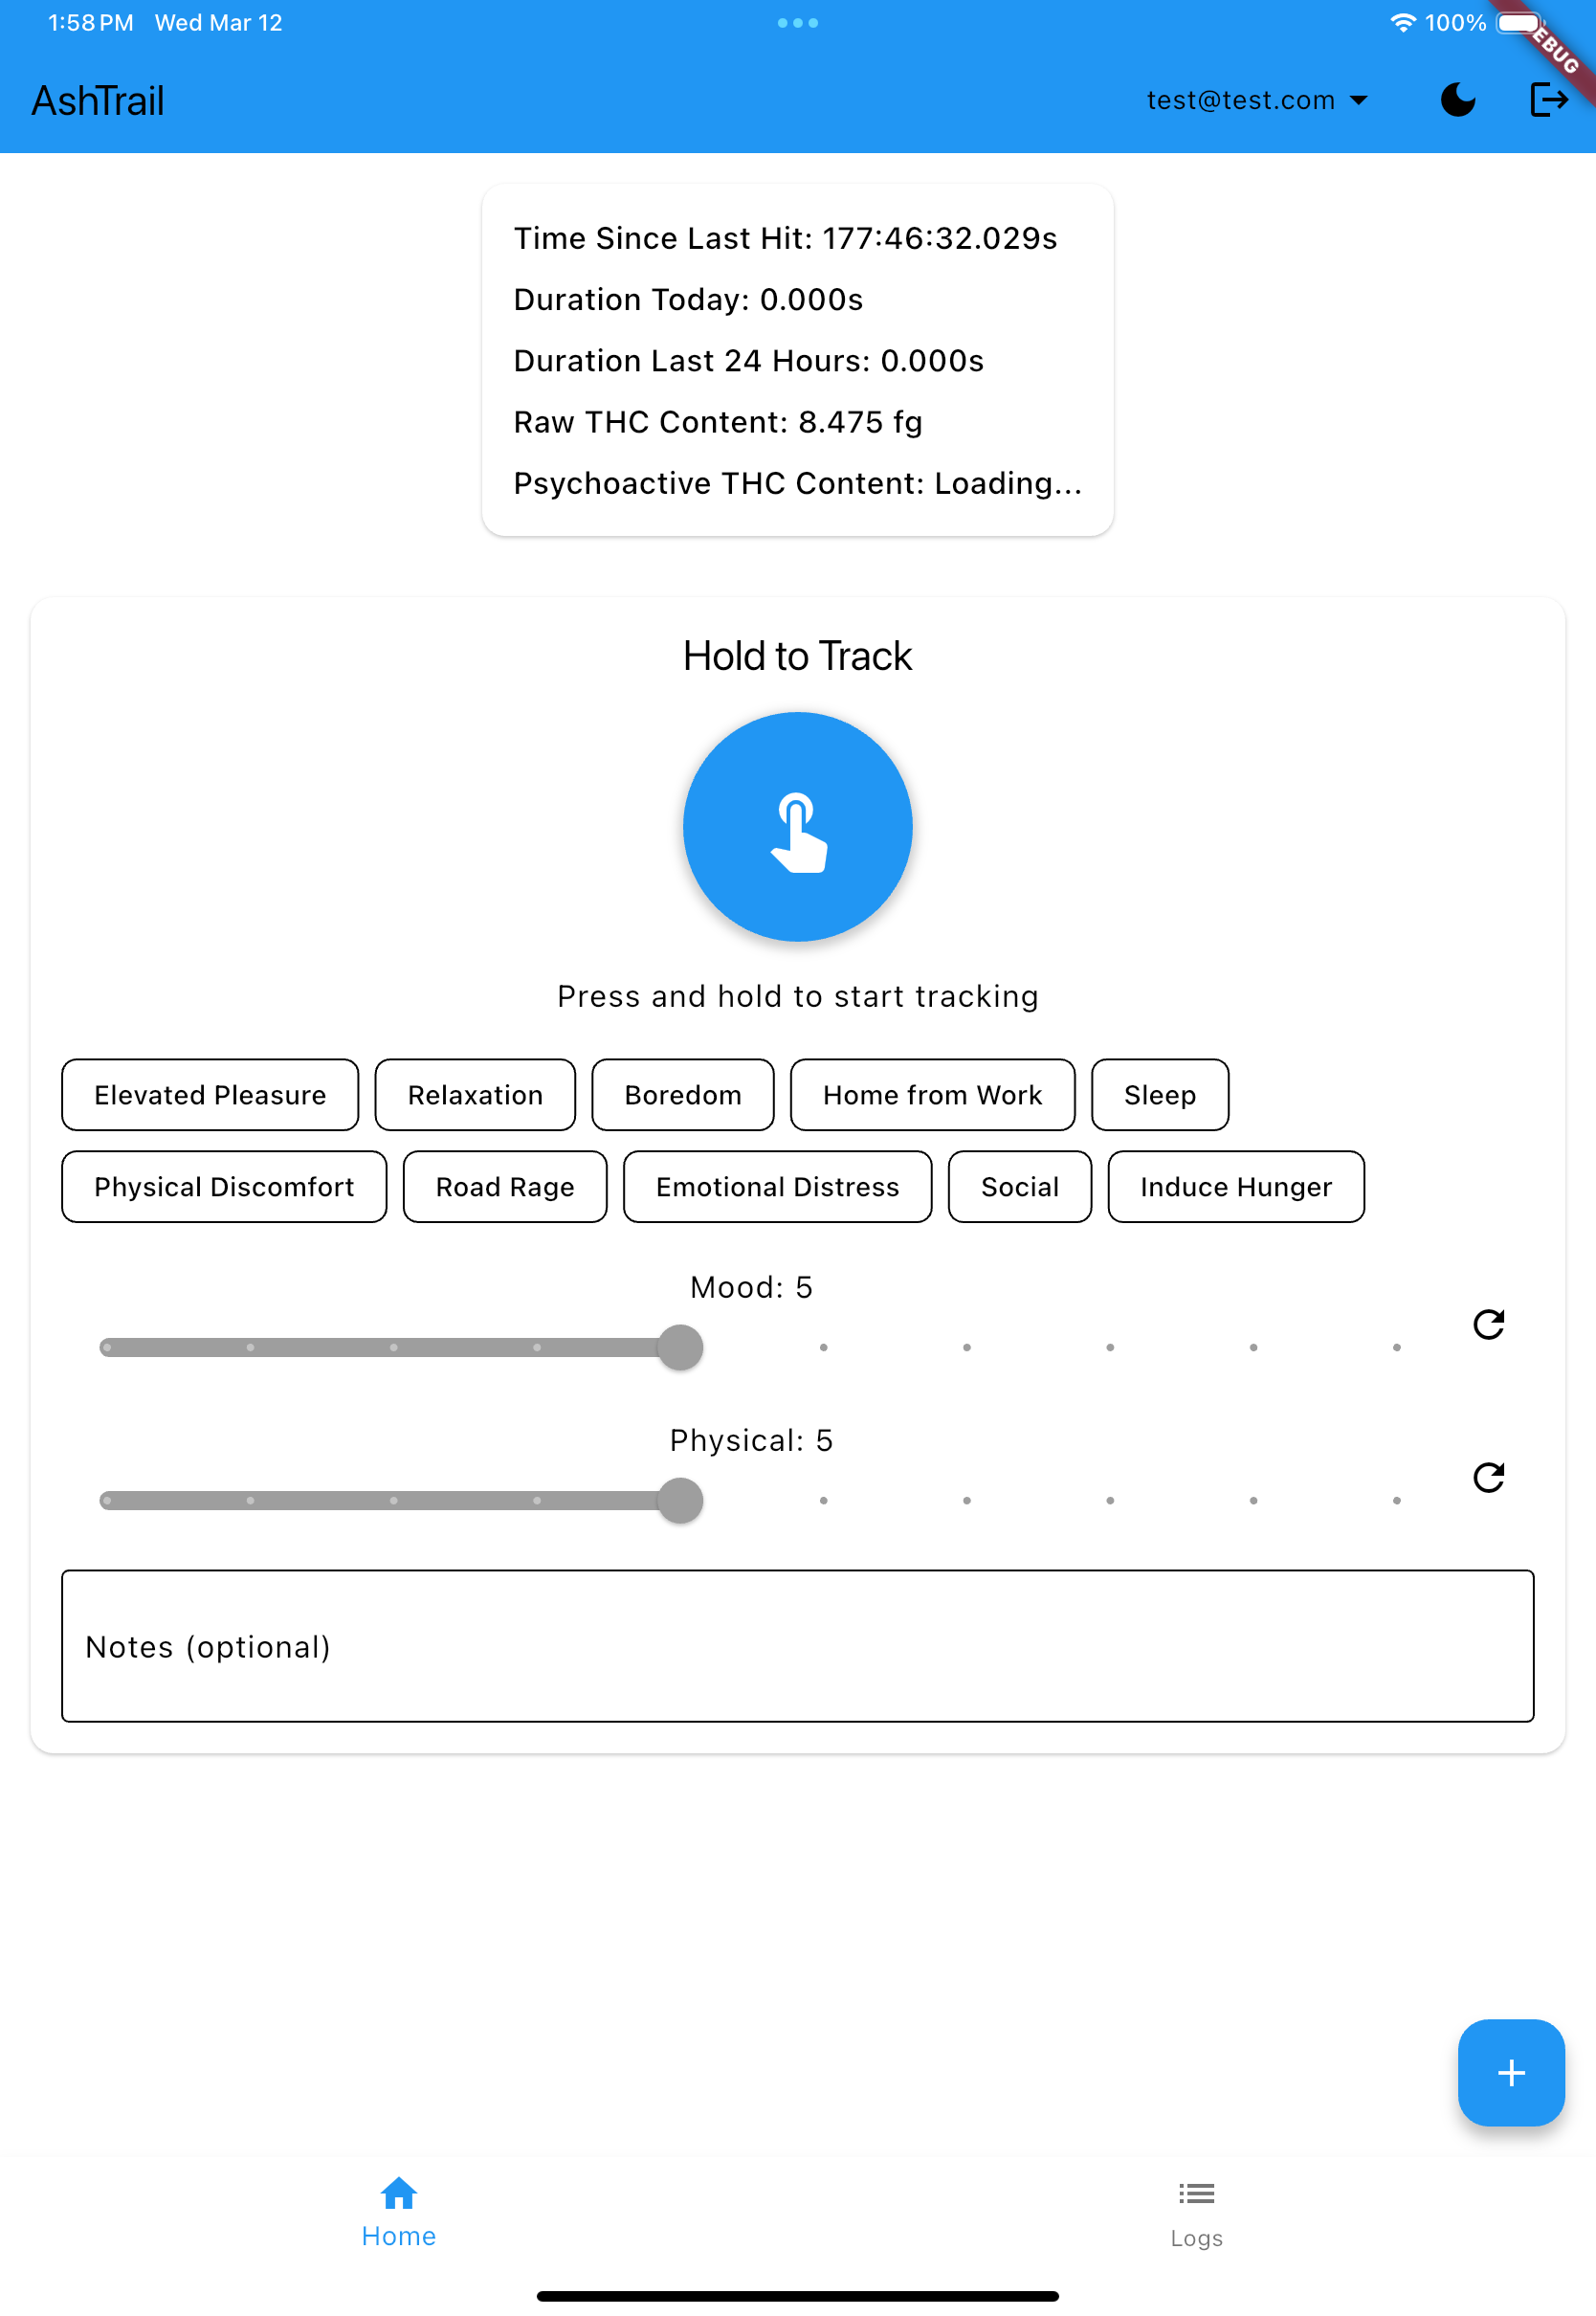 1:58 PM Wed Mar 12
100%
EBUG
AshTrail
test@test.com
Time Since Last Hit: 177:46:32.029s
Duration Today: 0.000s
Duration Last 24 Hours: 0.000s
Raw THC Content: 8.475 fg
Psychoactive THC Content: Loading...
Hold to Track
Press and hold to start tracking
Elevated Pleasure Relaxation Boredom Home from Work Sleep
Physical Discomfort Road Rage Emotional Distress Social Induce Hunger
Mood: 5
Physical: 5
Notes (optional)
Home Logs